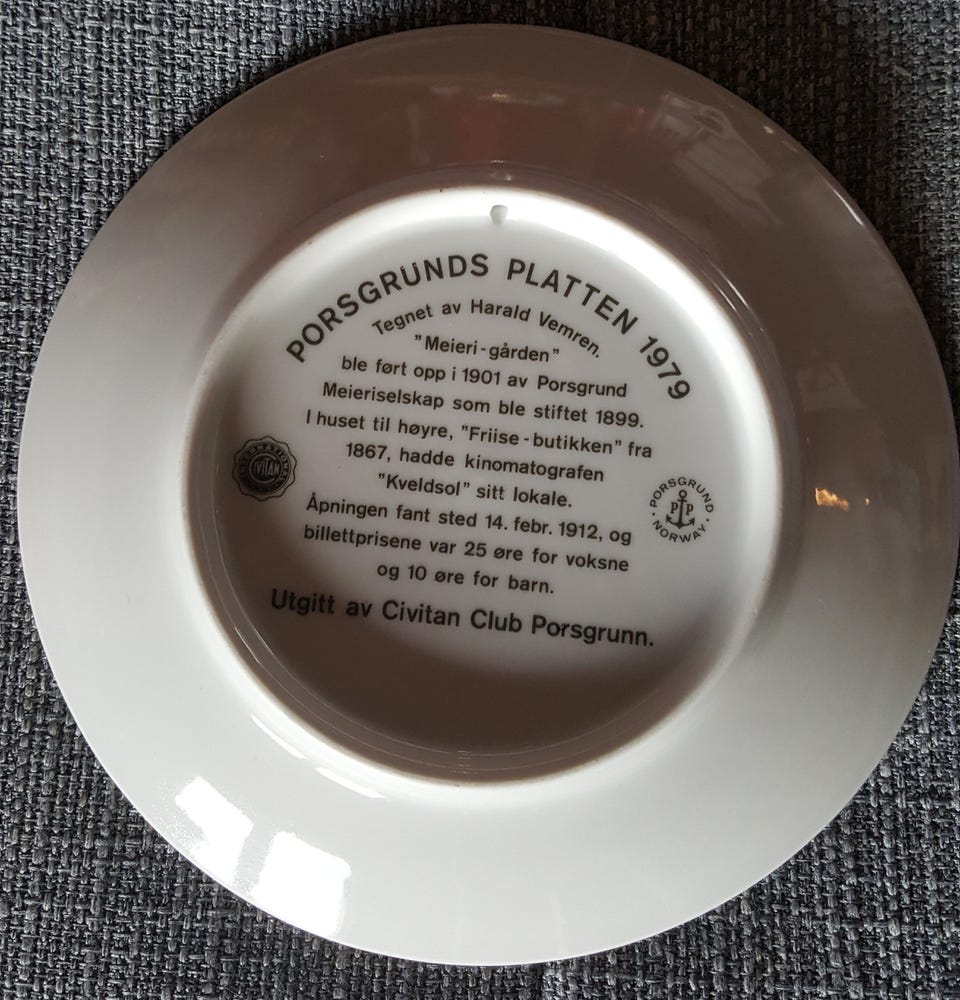 PORSGRUNDS PLATTEN 1979
Tegnet av Harald Vemren.
"Meieri-gården"
ble ført opp i 1901 av Porsgrund
Meieriselskap som ble stiftet 1899.
I huset til høyre, "Friise-butikken" fra
1867, hadde kinomatografen
"Kveldsol" sitt lokale.
Åpningen fant sted 14. febr. 1912, og
billettprisene var 25 øre for voksne
og 10 øre for barn.
Utgitt av Civitan Club Porsgrunn.
CIVITAN
PORSGRUND
PP
NORWAY